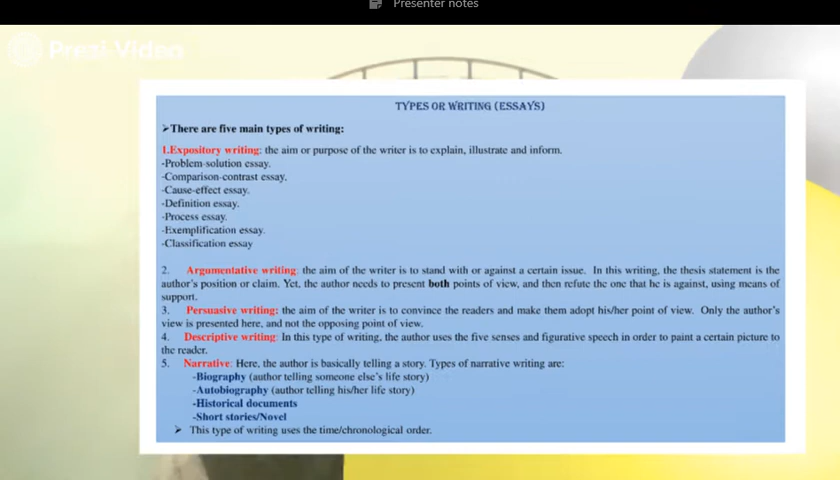 Presenter notes
Prezi Video
TYPES OR WRITING (ESSAYS)
➢There are five main types of writing:
1.Expository writing: the aim or purpose of the writer is to explain, illustrate and inform.
-Problem-solution essay.
-Comparison-contrast essay.
-Cause-effect essay.
-Definition essay.
-Process essay.
-Exemplification essay.
-Classification essay
2. Argumentative writing: the aim of the writer is to stand with or against a certain issue. In this writing, the thesis statement is the
author's position or claim. Yet, the author needs to present both points of view, and then refute the one that he is against, using means of
support.
3. Persuasive writing: the aim of the writer is to convince the readers and make them adopt his/her point of view. Only the author's
view is presented here, and not the opposing point of view.
4. Descriptive writing: In this type of writing, the author uses the five senses and figurative speech in order to paint a certain picture to
the reader.
5. Narrative: Here, the author is basically telling a story. Types of narrative writing are:
-Biography (author telling someone else's life story)
-Autobiography (author telling his/her life story)
-Historical documents
-Short stories/Novel
➢ This type of writing uses the time/chronological order.